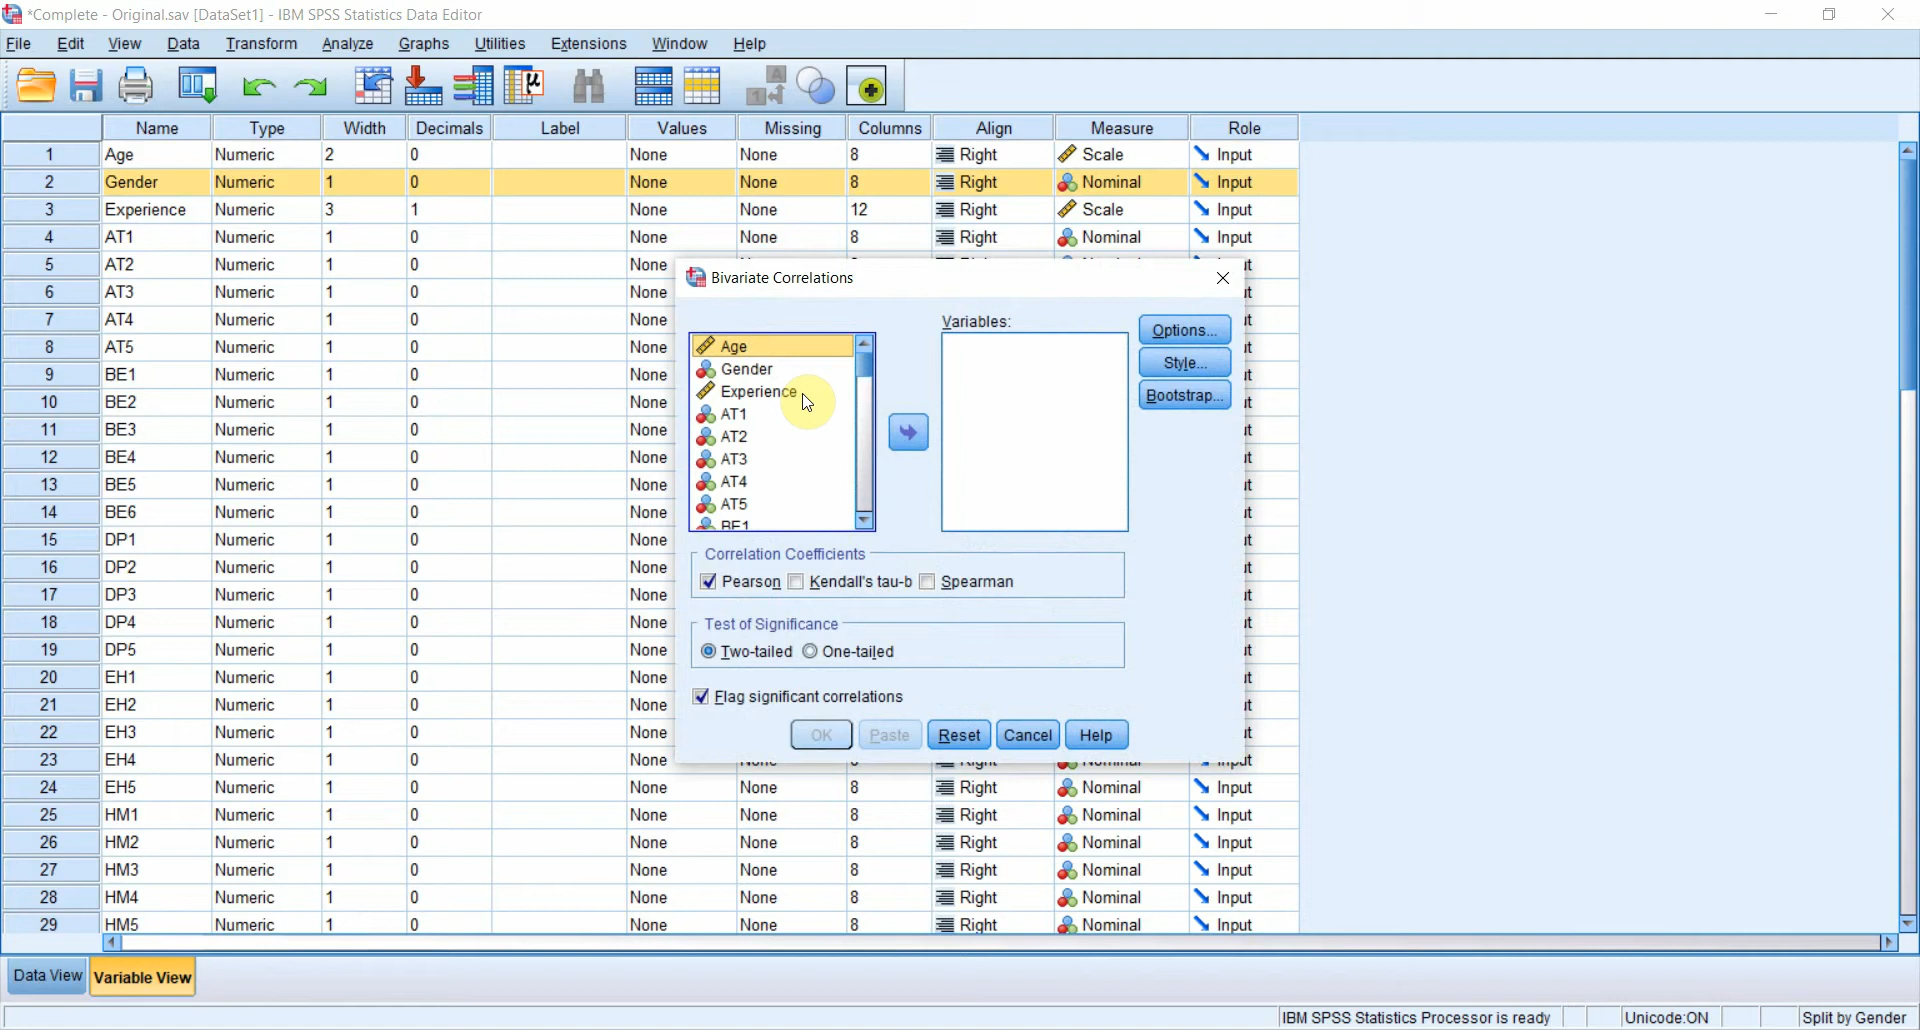 *Complete - Original.sav [DataSet1] - IBM SPSS Statistics Data Editor
File Edit View Data Transform Analyze Graphs Utilities Extensions Window Help
Name Type Width Decimals Label Values Missing Columns Align Measure Role
1 Age Numeric 2 0 None None 8 Right Scale Input
2 Gender Numeric 1 0 None None 8 Right Nominal Input
3 Experience Numeric 3 1 None None 12 Right Scale Input
4 AT1 Numeric 1 0 None None 8 Right Nominal Input
5 AT2 Numeric 1 0 None
6 AT3 Numeric 1 0 None
7 AT4 Numeric 1 0 None
8 AT5 Numeric 1 0 None
9 BE1 Numeric 1 0 None
10 BE2 Numeric 1 0 None
11 BE3 Numeric 1 0 None
12 BE4 Numeric 1 0 None
13 BE5 Numeric 1 0 None
14 BE6 Numeric 1 0 None
15 DP1 Numeric 1 0 None
16 DP2 Numeric 1 0 None
17 DP3 Numeric 1 0 None
18 DP4 Numeric 1 0 None
19 DP5 Numeric 1 0 None
20 EH1 Numeric 1 0 None
21 EH2 Numeric 1 0 None
22 EH3 Numeric 1 0 None
23 EH4 Numeric 1 0 None
24 EH5 Numeric 1 0 None None 8 Right Nominal Input
25 HM1 Numeric 1 0 None None 8 Right Nominal Input
26 HM2 Numeric 1 0 None None 8 Right Nominal Input
27 HM3 Numeric 1 0 None None 8 Right Nominal Input
28 HM4 Numeric 1 0 None None 8 Right Nominal Input
29 HM5 Numeric 1 0 None None 8 Right Nominal Input
Bivariate Correlations
Variables:
Age
Gender
Experience
AT1
AT2
AT3
AT4
AT5
BE1
Options...
Style...
Bootstrap...
Correlation Coefficients
Pearson Kendall's tau-b Spearman
Test of Significance
Two-tailed One-tailed
Flag significant correlations
OK Paste Reset Cancel Help
Data View Variable View
IBM SPSS Statistics Processor is ready Unicode:ON Split by Gender